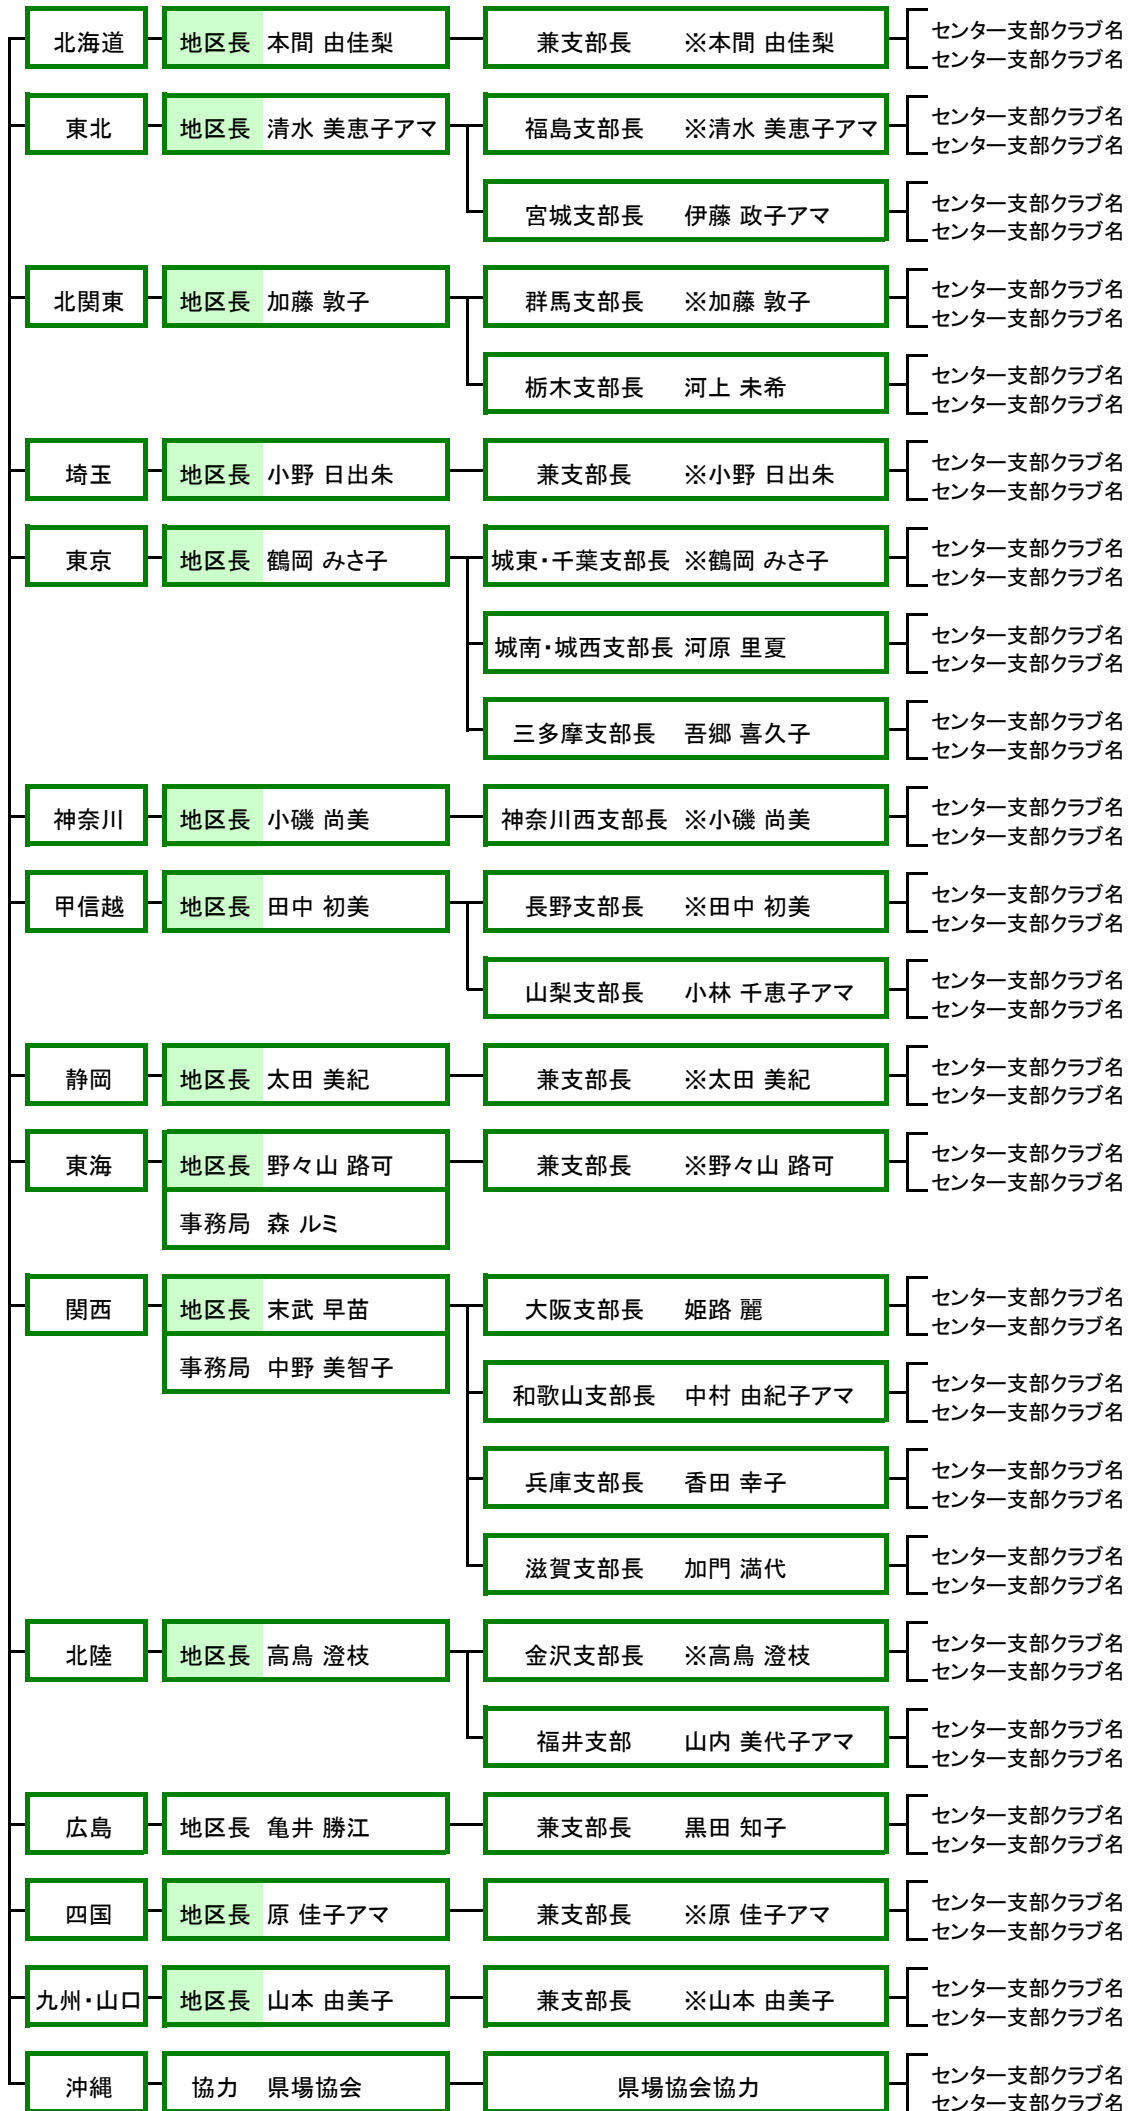 北海道 地区長 本間 由佳梨 兼支部長 ※本間 由佳梨 センター支部クラブ名
センター支部クラブ名
東北 地区長 清水 美恵子アマ 福島支部長 ※清水 美恵子アマ センター支部クラブ名
センター支部クラブ名
宮城支部長 伊藤 政子アマ センター支部クラブ名
センター支部クラブ名
北関東 地区長 加藤 敦子 群馬支部長 ※加藤 敦子 センター支部クラブ名
センター支部クラブ名
栃木支部長 河上 未希 センター支部クラブ名
センター支部クラブ名
埼玉 地区長 小野 日出朱 兼支部長 ※小野 日出朱 センター支部クラブ名
センター支部クラブ名
東京 地区長 鶴岡 みさ子 城東・千葉支部長 ※鶴岡 みさ子 センター支部クラブ名
センター支部クラブ名
城南・城西支部長 河原 里夏 センター支部クラブ名
センター支部クラブ名
三多摩支部長 吾郷 喜久子 センター支部クラブ名
センター支部クラブ名
神奈川 地区長 小磯 尚美 神奈川西支部長 ※小磯 尚美 センター支部クラブ名
センター支部クラブ名
甲信越 地区長 田中 初美 長野支部長 ※田中 初美 センター支部クラブ名
センター支部クラブ名
山梨支部長 小林 千恵子アマ センター支部クラブ名
センター支部クラブ名
静岡 地区長 太田 美紀 兼支部長 ※太田 美紀 センター支部クラブ名
センター支部クラブ名
東海 地区長 野々山 路可 兼支部長 ※野々山 路可 センター支部クラブ名
センター支部クラブ名
事務局 森 ルミ
関西 地区長 末武 早苗 大阪支部長 姫路 麗 センター支部クラブ名
センター支部クラブ名
事務局 中野 美智子
和歌山支部長 中村 由紀子アマ センター支部クラブ名
センター支部クラブ名
兵庫支部長 香田 幸子 センター支部クラブ名
センター支部クラブ名
滋賀支部長 加門 満代 センター支部クラブ名
センター支部クラブ名
北陸 地区長 高鳥 澄枝 金沢支部長 ※高鳥 澄枝 センター支部クラブ名
センター支部クラブ名
福井支部 山内 美代子アマ センター支部クラブ名
センター支部クラブ名
広島 地区長 亀井 勝江 兼支部長 黒田 知子 センター支部クラブ名
センター支部クラブ名
四国 地区長 原 佳子アマ 兼支部長 ※原 佳子アマ センター支部クラブ名
センター支部クラブ名
九州・山口 地区長 山本 由美子 兼支部長 ※山本 由美子 センター支部クラブ名
センター支部クラブ名
沖縄 協力 県場協会 県場協会協力 センター支部クラブ名
センター支部クラブ名